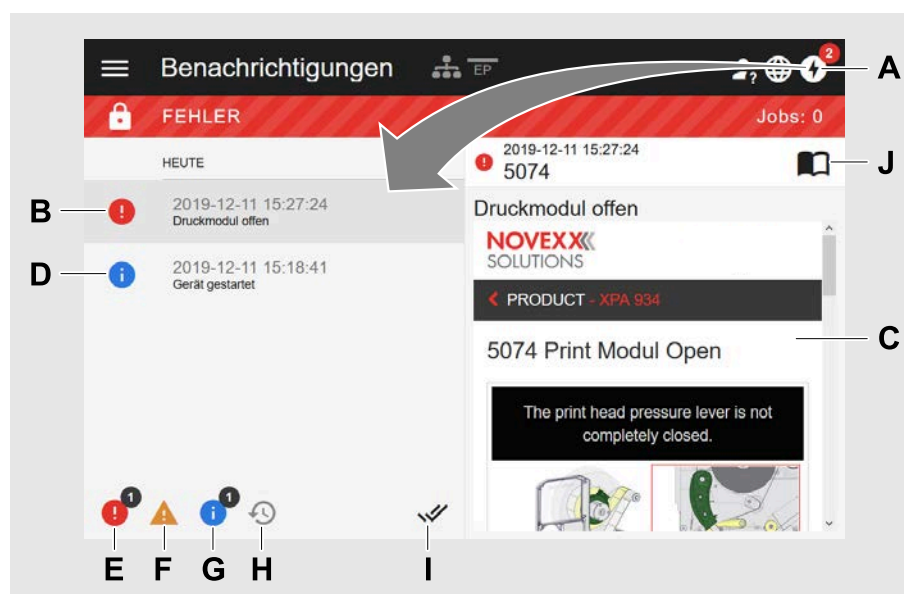 Benachrichtigungen EP 2
A
FEHLER Jobs: 0
HEUTE
B
2019-12-11 15:27:24
Druckmodul offen
D
2019-12-11 15:18:41
Gerät gestartet
2019-12-11 15:27:24
5074
J
Druckmodul offen
NOVEXX
SOLUTIONS
PRODUCT - XPA 934
5074 Print Modul Open
C
The print head pressure lever is not
completely closed.
1 1
E F G H I